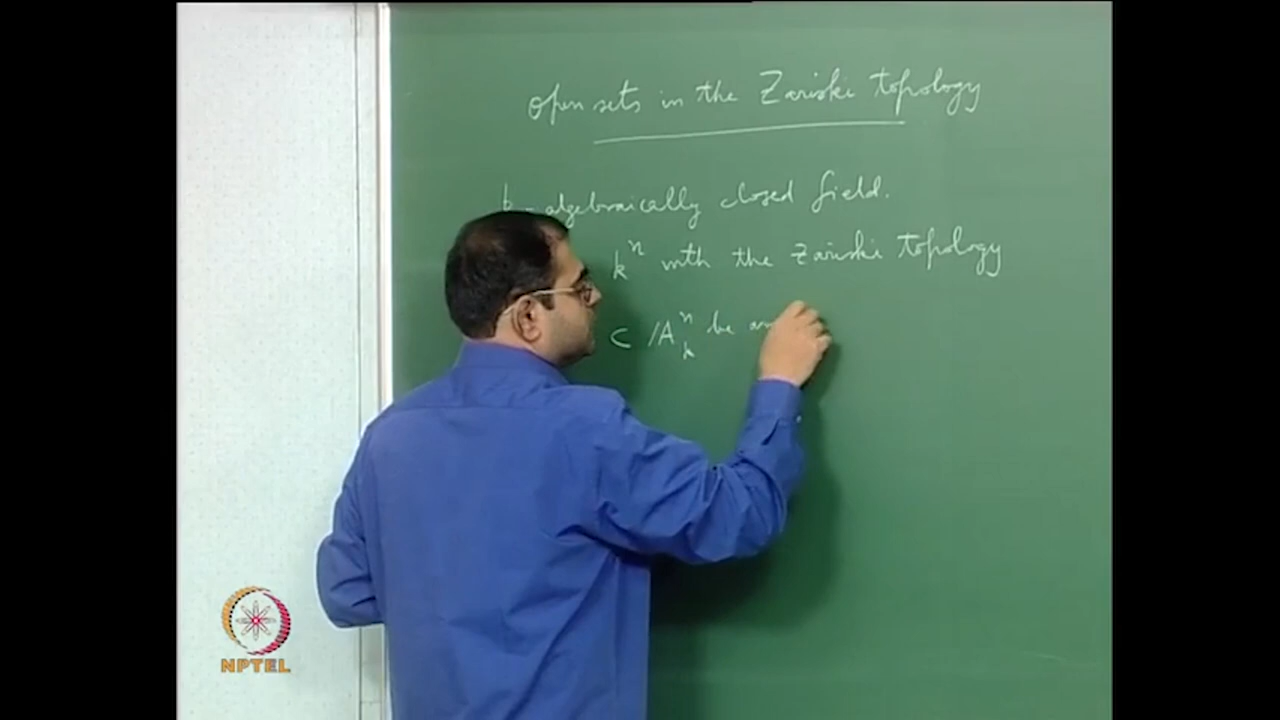 open sets in the Zariski topology
k - algebraically closed field.
k^n with the Zariski topology
⊂ A^n_k be an
NPTEL